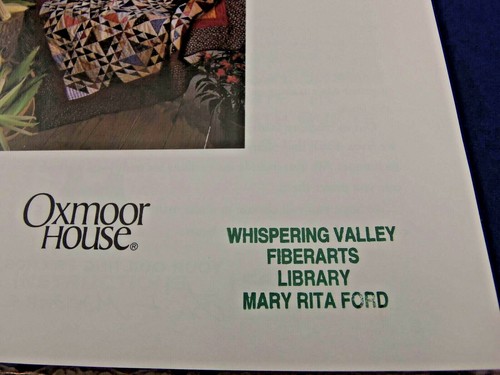 Oxmoor
House®
WHISPERING VALLEY
FIBERARTS
LIBRARY
MARY RITA FORD